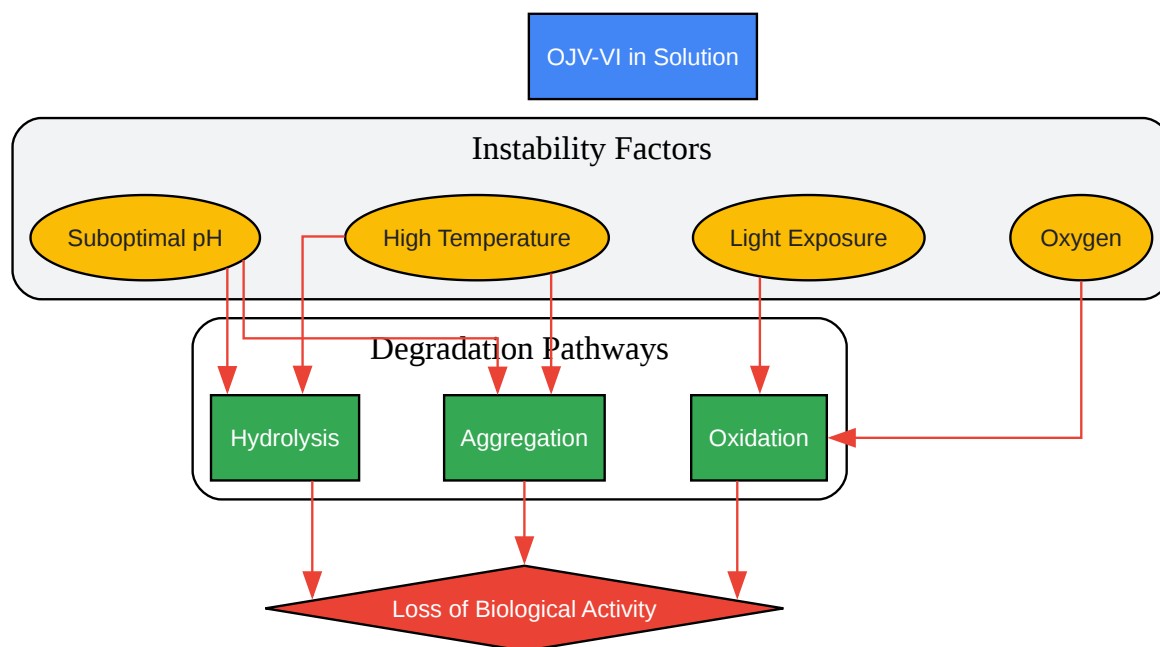 OJV-VI in Solution
Instability Factors
Suboptimal pH
High Temperature
Light Exposure
Oxygen
Degradation Pathways
Hydrolysis
Aggregation
Oxidation
Loss of Biological Activity